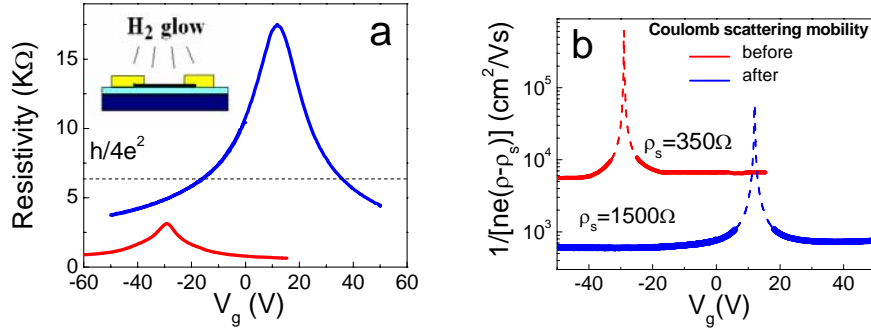 H₂ glow
a
h/4e²
Resistivity (KΩ)
15
10
5
0
-60 -40 -20 0 20 40 60
V_g (V)
b
Coulomb scattering mobility
before
after
ρ_s=350Ω
ρ_s=1500Ω
1/[ne(ρ-ρ_s)] (cm²/Vs)
10⁵
10⁴
10³
-40 -20 0 20 40
V_g (V)